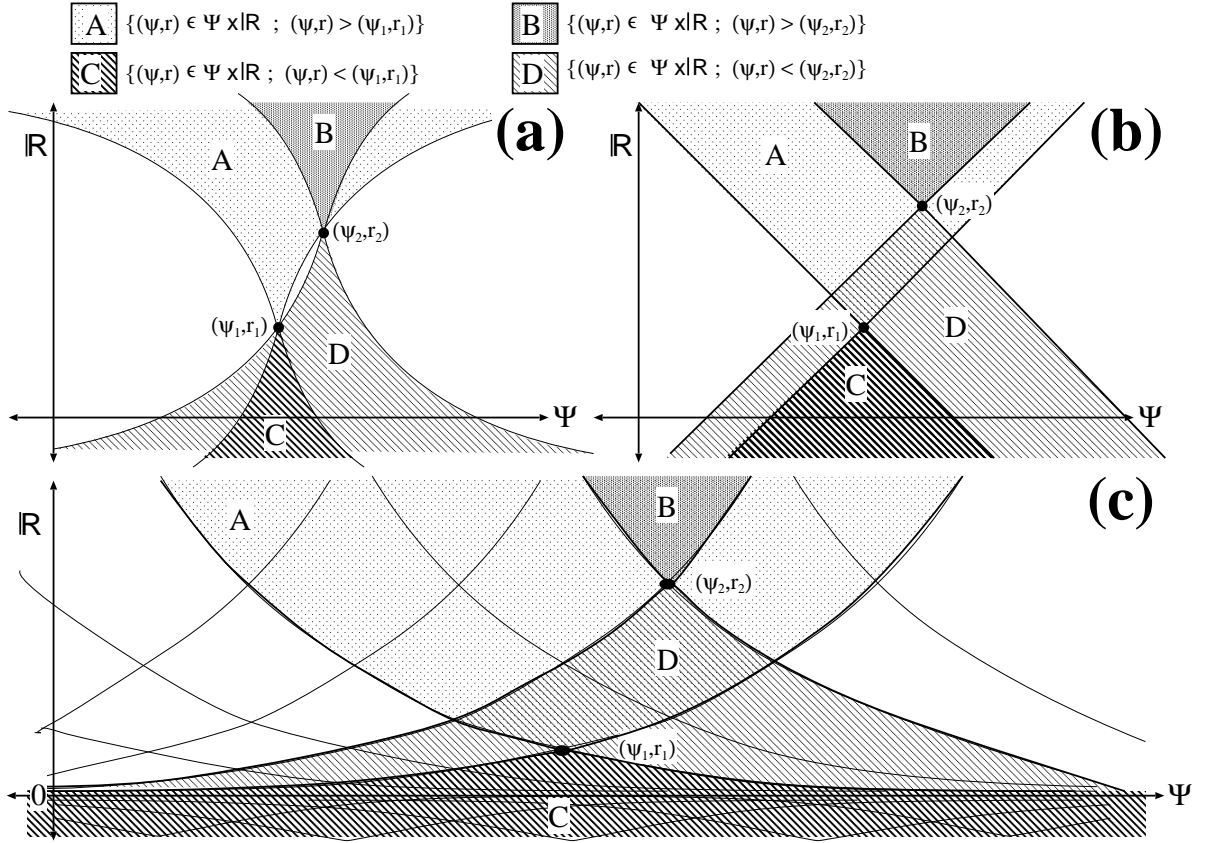 A {(ψ,r) ϵ Ψ x ℝ ; (ψ,r) > (ψ₁,r₁)}
B {(ψ,r) ϵ Ψ x ℝ ; (ψ,r) > (ψ₂,r₂)}
C {(ψ,r) ϵ Ψ x ℝ ; (ψ,r) < (ψ₁,r₁)}
D {(ψ,r) ϵ Ψ x ℝ ; (ψ,r) < (ψ₂,r₂)}
(a)
ℝ
A
B
(ψ₂,r₂)
(ψ₁,r₁)
D
C
Ψ
(b)
ℝ
A
B
(ψ₂,r₂)
(ψ₁,r₁)
D
C
Ψ
(c)
ℝ
A
B
(ψ₂,r₂)
D
(ψ₁,r₁)
0
C
Ψ